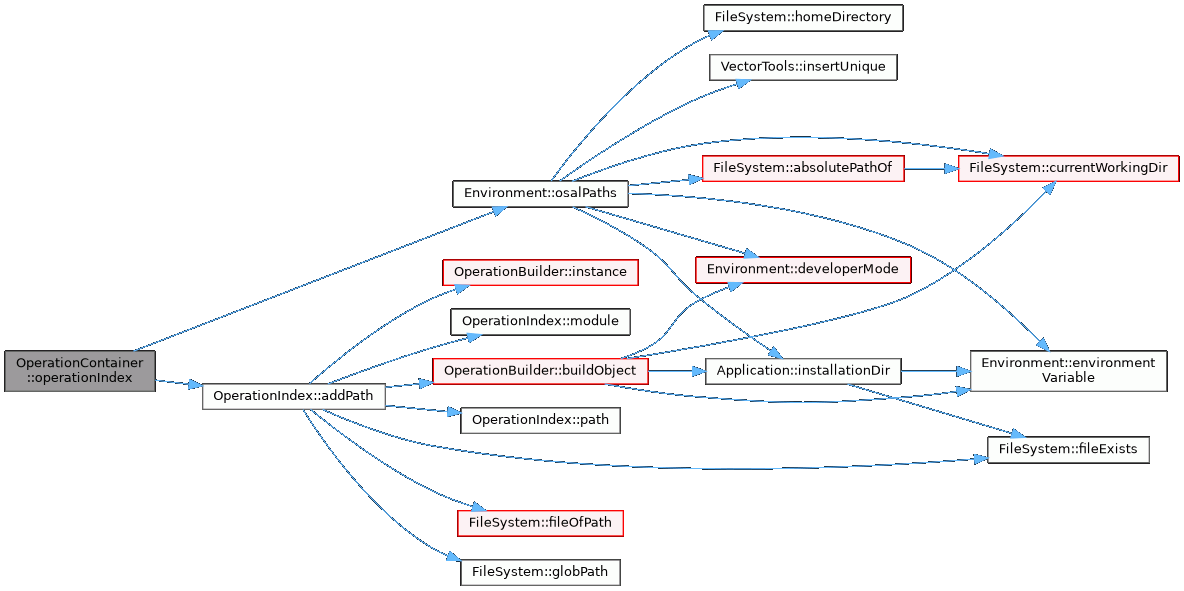 FileSystem::homeDirectory
VectorTools::insertUnique
FileSystem::absolutePathOf
FileSystem::currentWorkingDir
Environment::osalPaths
OperationBuilder::instance
Environment::developerMode
OperationIndex::module
OperationContainer
::operationIndex
OperationBuilder::buildObject
Application::installationDir
Environment::environment
Variable
OperationIndex::addPath
OperationIndex::path
FileSystem::fileExists
FileSystem::fileOfPath
FileSystem::globPath